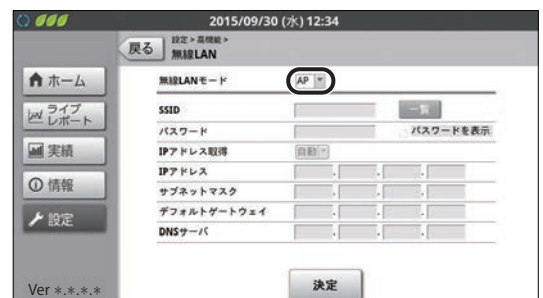 2015/09/30 (水) 12:34
戻る
設定 > 高機能 >
無線LAN
ホーム
ライブ
レポート
実績
情報
設定
Ver *.*.*.*
無線LANモード
AP
SSID
一覧
パスワード
パスワードを表示
IPアドレス取得
自動
IPアドレス
. . .
サブネットマスク
. . .
デフォルトゲートウェイ
. . .
DNSサーバ
. . .
決定